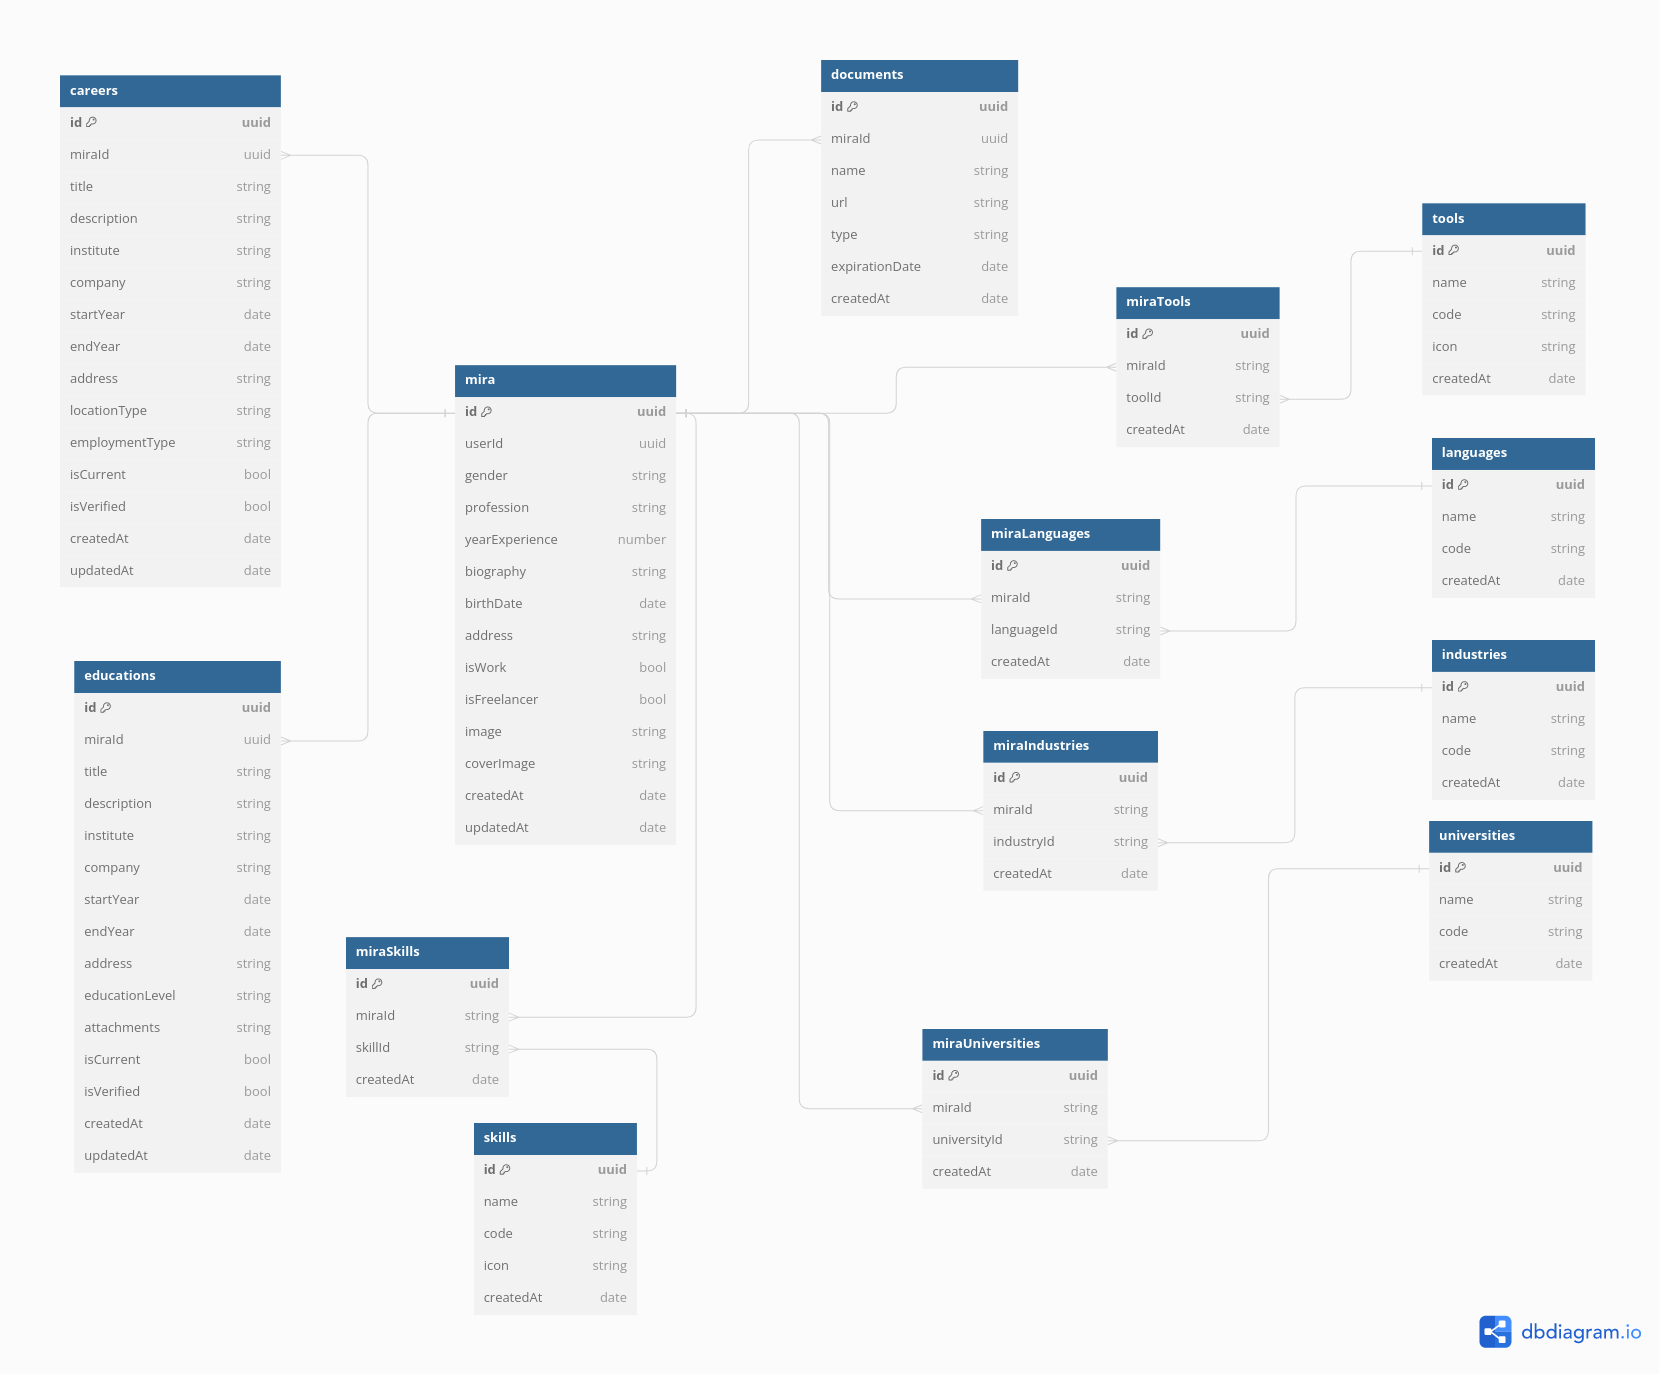 careers
id uuid
miraId uuid
title string
description string
institute string
company string
startYear date
endYear date
address string
locationType string
employmentType string
isCurrent bool
isVerified bool
createdAt date
updatedAt date
educations
id uuid
miraId uuid
title string
description string
institute string
company string
startYear date
endYear date
address string
educationLevel string
attachments string
isCurrent bool
isVerified bool
createdAt date
updatedAt date
mira
id uuid
userId uuid
gender string
profession string
yearExperience number
biography string
birthDate date
address string
isWork bool
isFreelancer bool
image string
coverImage string
createdAt date
updatedAt date
miraSkills
id uuid
miraId string
skillId string
createdAt date
skills
id uuid
name string
code string
icon string
createdAt date
documents
id uuid
miraId uuid
name string
url string
type string
expirationDate date
createdAt date
miraTools
id uuid
miraId string
toolId string
createdAt date
miraLanguages
id uuid
miraId string
languageId string
createdAt date
miraIndustries
id uuid
miraId string
industryId string
createdAt date
miraUniversities
id uuid
miraId string
universityId string
createdAt date
tools
id uuid
name string
code string
icon string
createdAt date
languages
id uuid
name string
code string
createdAt date
industries
id uuid
name string
code string
createdAt date
universities
id uuid
name string
code string
createdAt date
dbdiagram.io